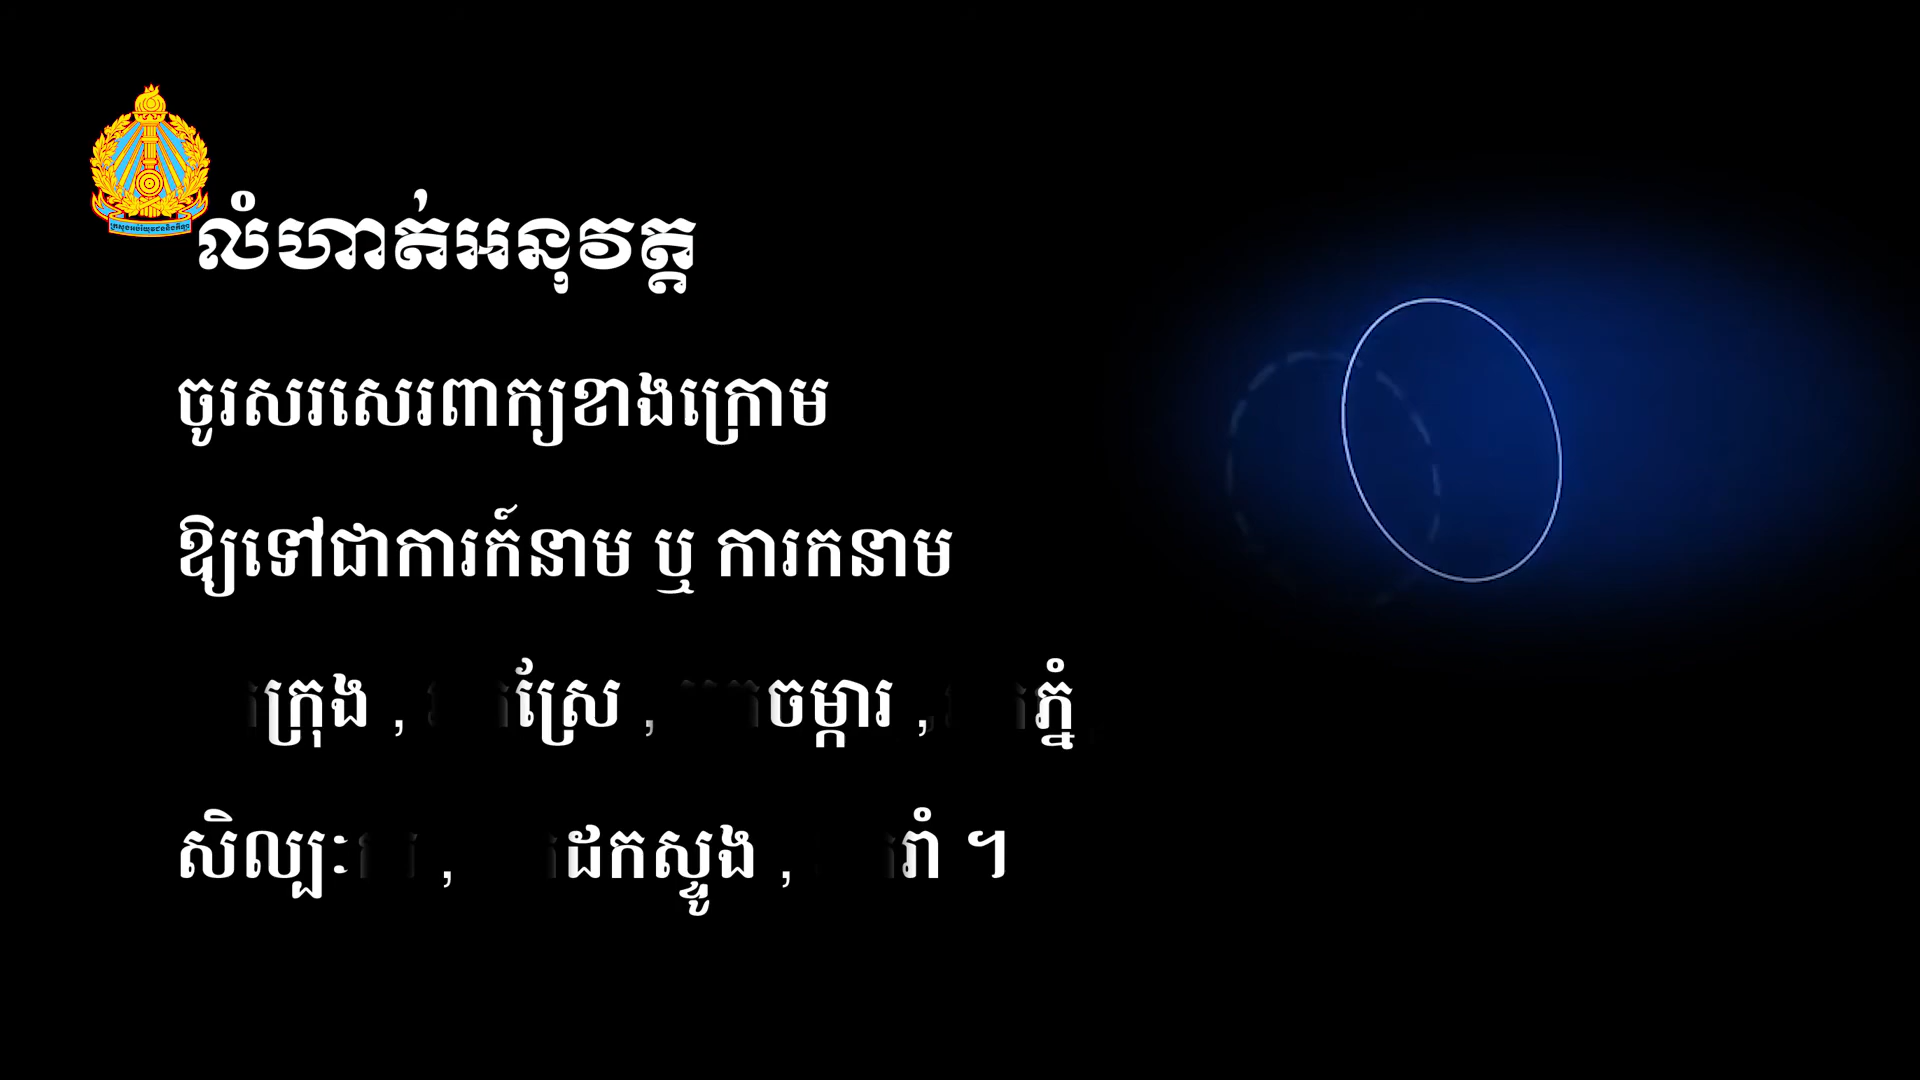 លំហាត់អនុវត្ត
ចូរសរសេរពាក្យខាងក្រោម
ឱ្យទៅជាការក៍នាម ឬ ការកនាម
ក្រុង , ស្រែ , ចម្ការ , ភ្នំ
សិល្បៈ , ដកស្ទូង , រាំ ។